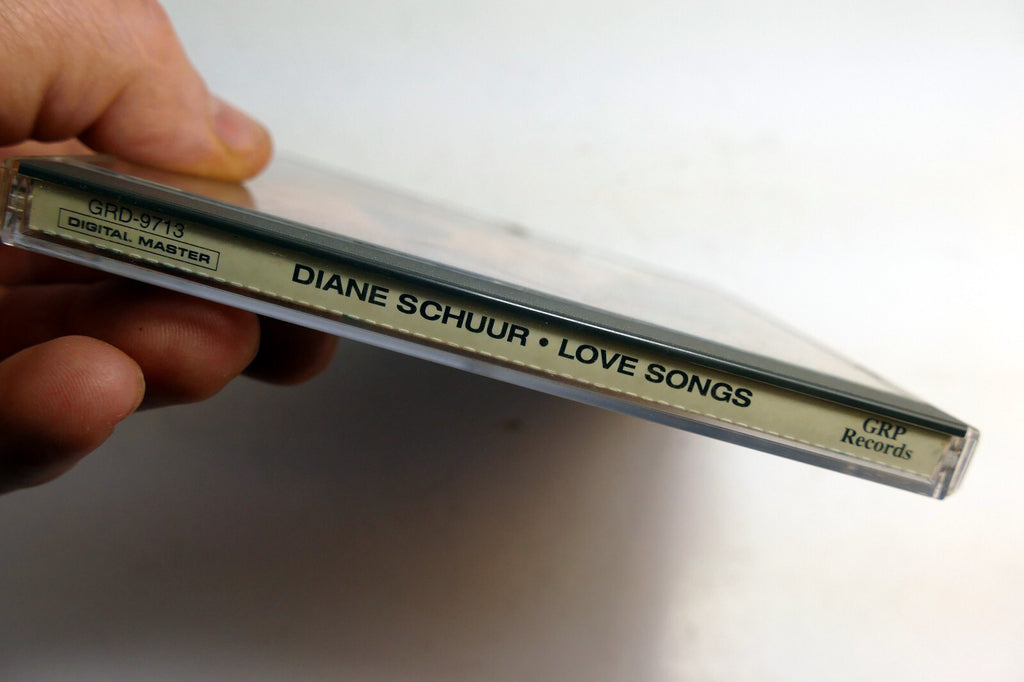 GRD-9713
DIGITAL MASTER
DIANE SCHUUR • LOVE SONGS
GRP
Records